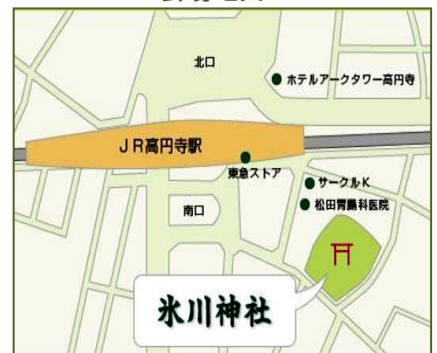 北口
ホテルアークタワー高円寺
JR高円寺駅
東急ストア
サークルK
南口
松田胃腸科医院
氷川神社